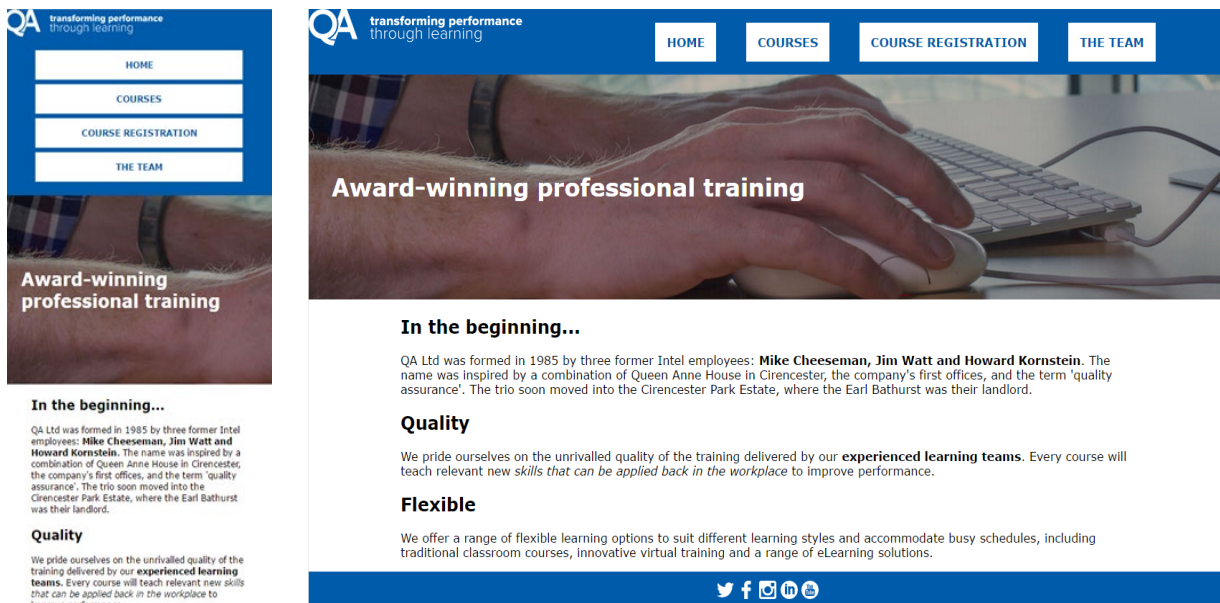 QA transforming performance
through learning
HOME
COURSES
COURSE REGISTRATION
THE TEAM
Award-winning
professional training
In the beginning...
QA Ltd was formed in 1985 by three former Intel
employees: Mike Cheeseman, Jim Watt and
Howard Kornstein. The name was inspired by a
combination of Queen Anne House in Cirencester,
the company's first offices, and the term 'quality
assurance'. The trio soon moved into the
Cirencester Park Estate, where the Earl Bathurst
was their landlord.
Quality
We pride ourselves on the unrivalled quality of the
training delivered by our experienced learning
teams. Every course will teach relevant new skills
that can be applied back in the workplace to
QA transforming performance
through learning
HOME COURSES COURSE REGISTRATION THE TEAM
Award-winning professional training
In the beginning...
QA Ltd was formed in 1985 by three former Intel employees: Mike Cheeseman, Jim Watt and Howard Kornstein. The
name was inspired by a combination of Queen Anne House in Cirencester, the company's first offices, and the term 'quality
assurance'. The trio soon moved into the Cirencester Park Estate, where the Earl Bathurst was their landlord.
Quality
We pride ourselves on the unrivalled quality of the training delivered by our experienced learning teams. Every course will
teach relevant new skills that can be applied back in the workplace to improve performance.
Flexible
We offer a range of flexible learning options to suit different learning styles and accommodate busy schedules, including
traditional classroom courses, innovative virtual training and a range of eLearning solutions.